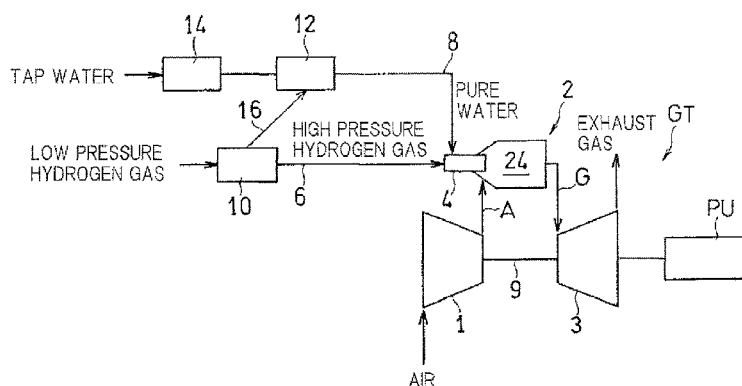 14
12
8
TAP WATER
PURE
WATER
2
EXHAUST
GAS
GT
16
HIGH PRESSURE
HYDROGEN GAS
LOW PRESSURE
HYDROGEN GAS
24
10
6
4
A
G
PU
9
1
3
AIR